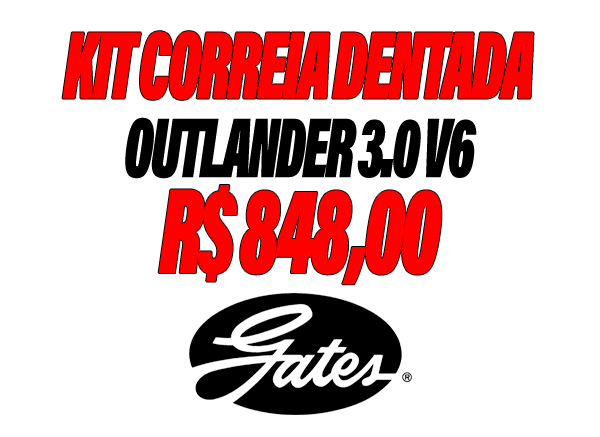 KIT CORREIA DENTADA
OUTLANDER 3.0 V6
R$ 848,00
Gates®